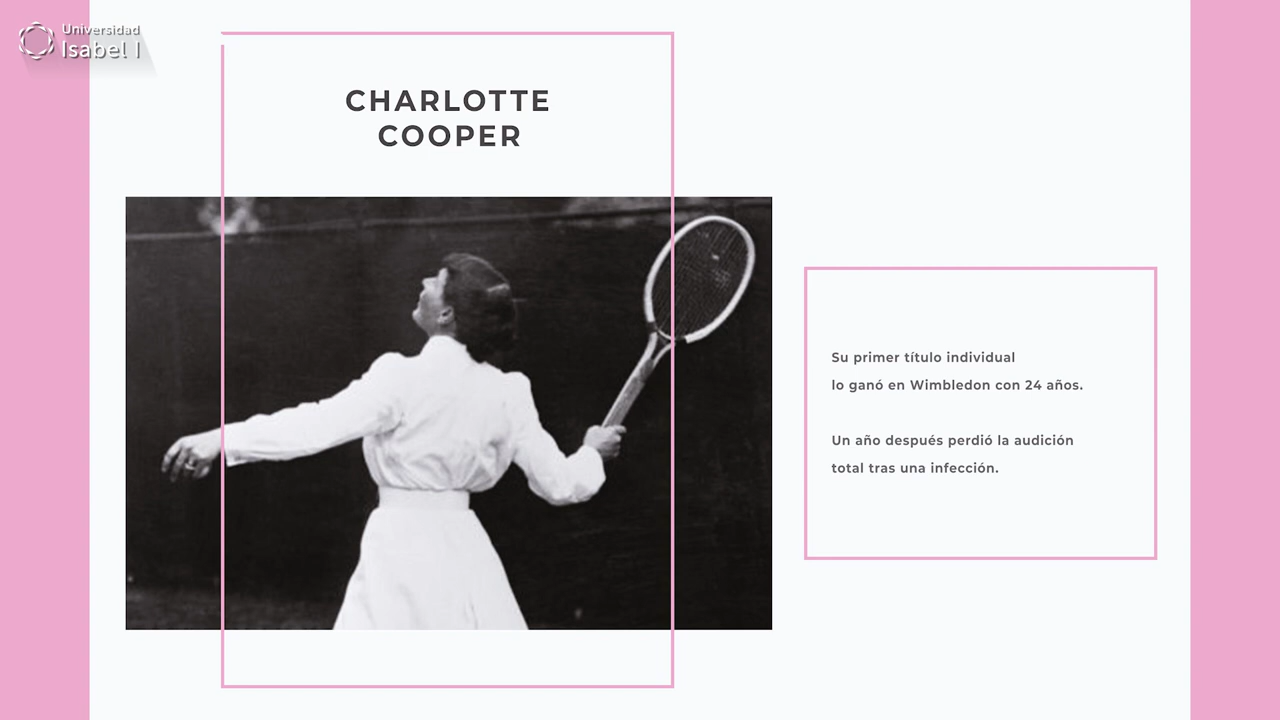 Universidad
Isabel I
CHARLOTTE
COOPER
Su primer título individual
lo ganó en Wimbledon con 24 años.
Un año después perdió la audición
total tras una infección.